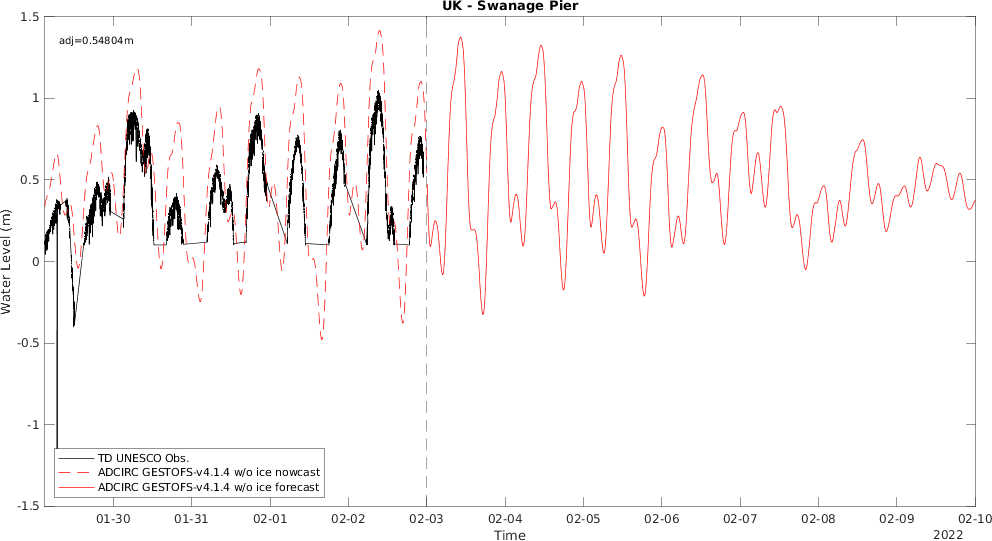 UK - Swanage Pier
adj=0.54804m
1.5
1
0.5
0
-0.5
-1
-1.5
Water Level (m)
TD UNESCO Obs.
ADCIRC GESTOFS-v4.1.4 w/o ice nowcast
ADCIRC GESTOFS-v4.1.4 w/o ice forecast
01-30 01-31 02-01 02-02 02-03 02-04 02-05 02-06 02-07 02-08 02-09 02-10
Time
2022